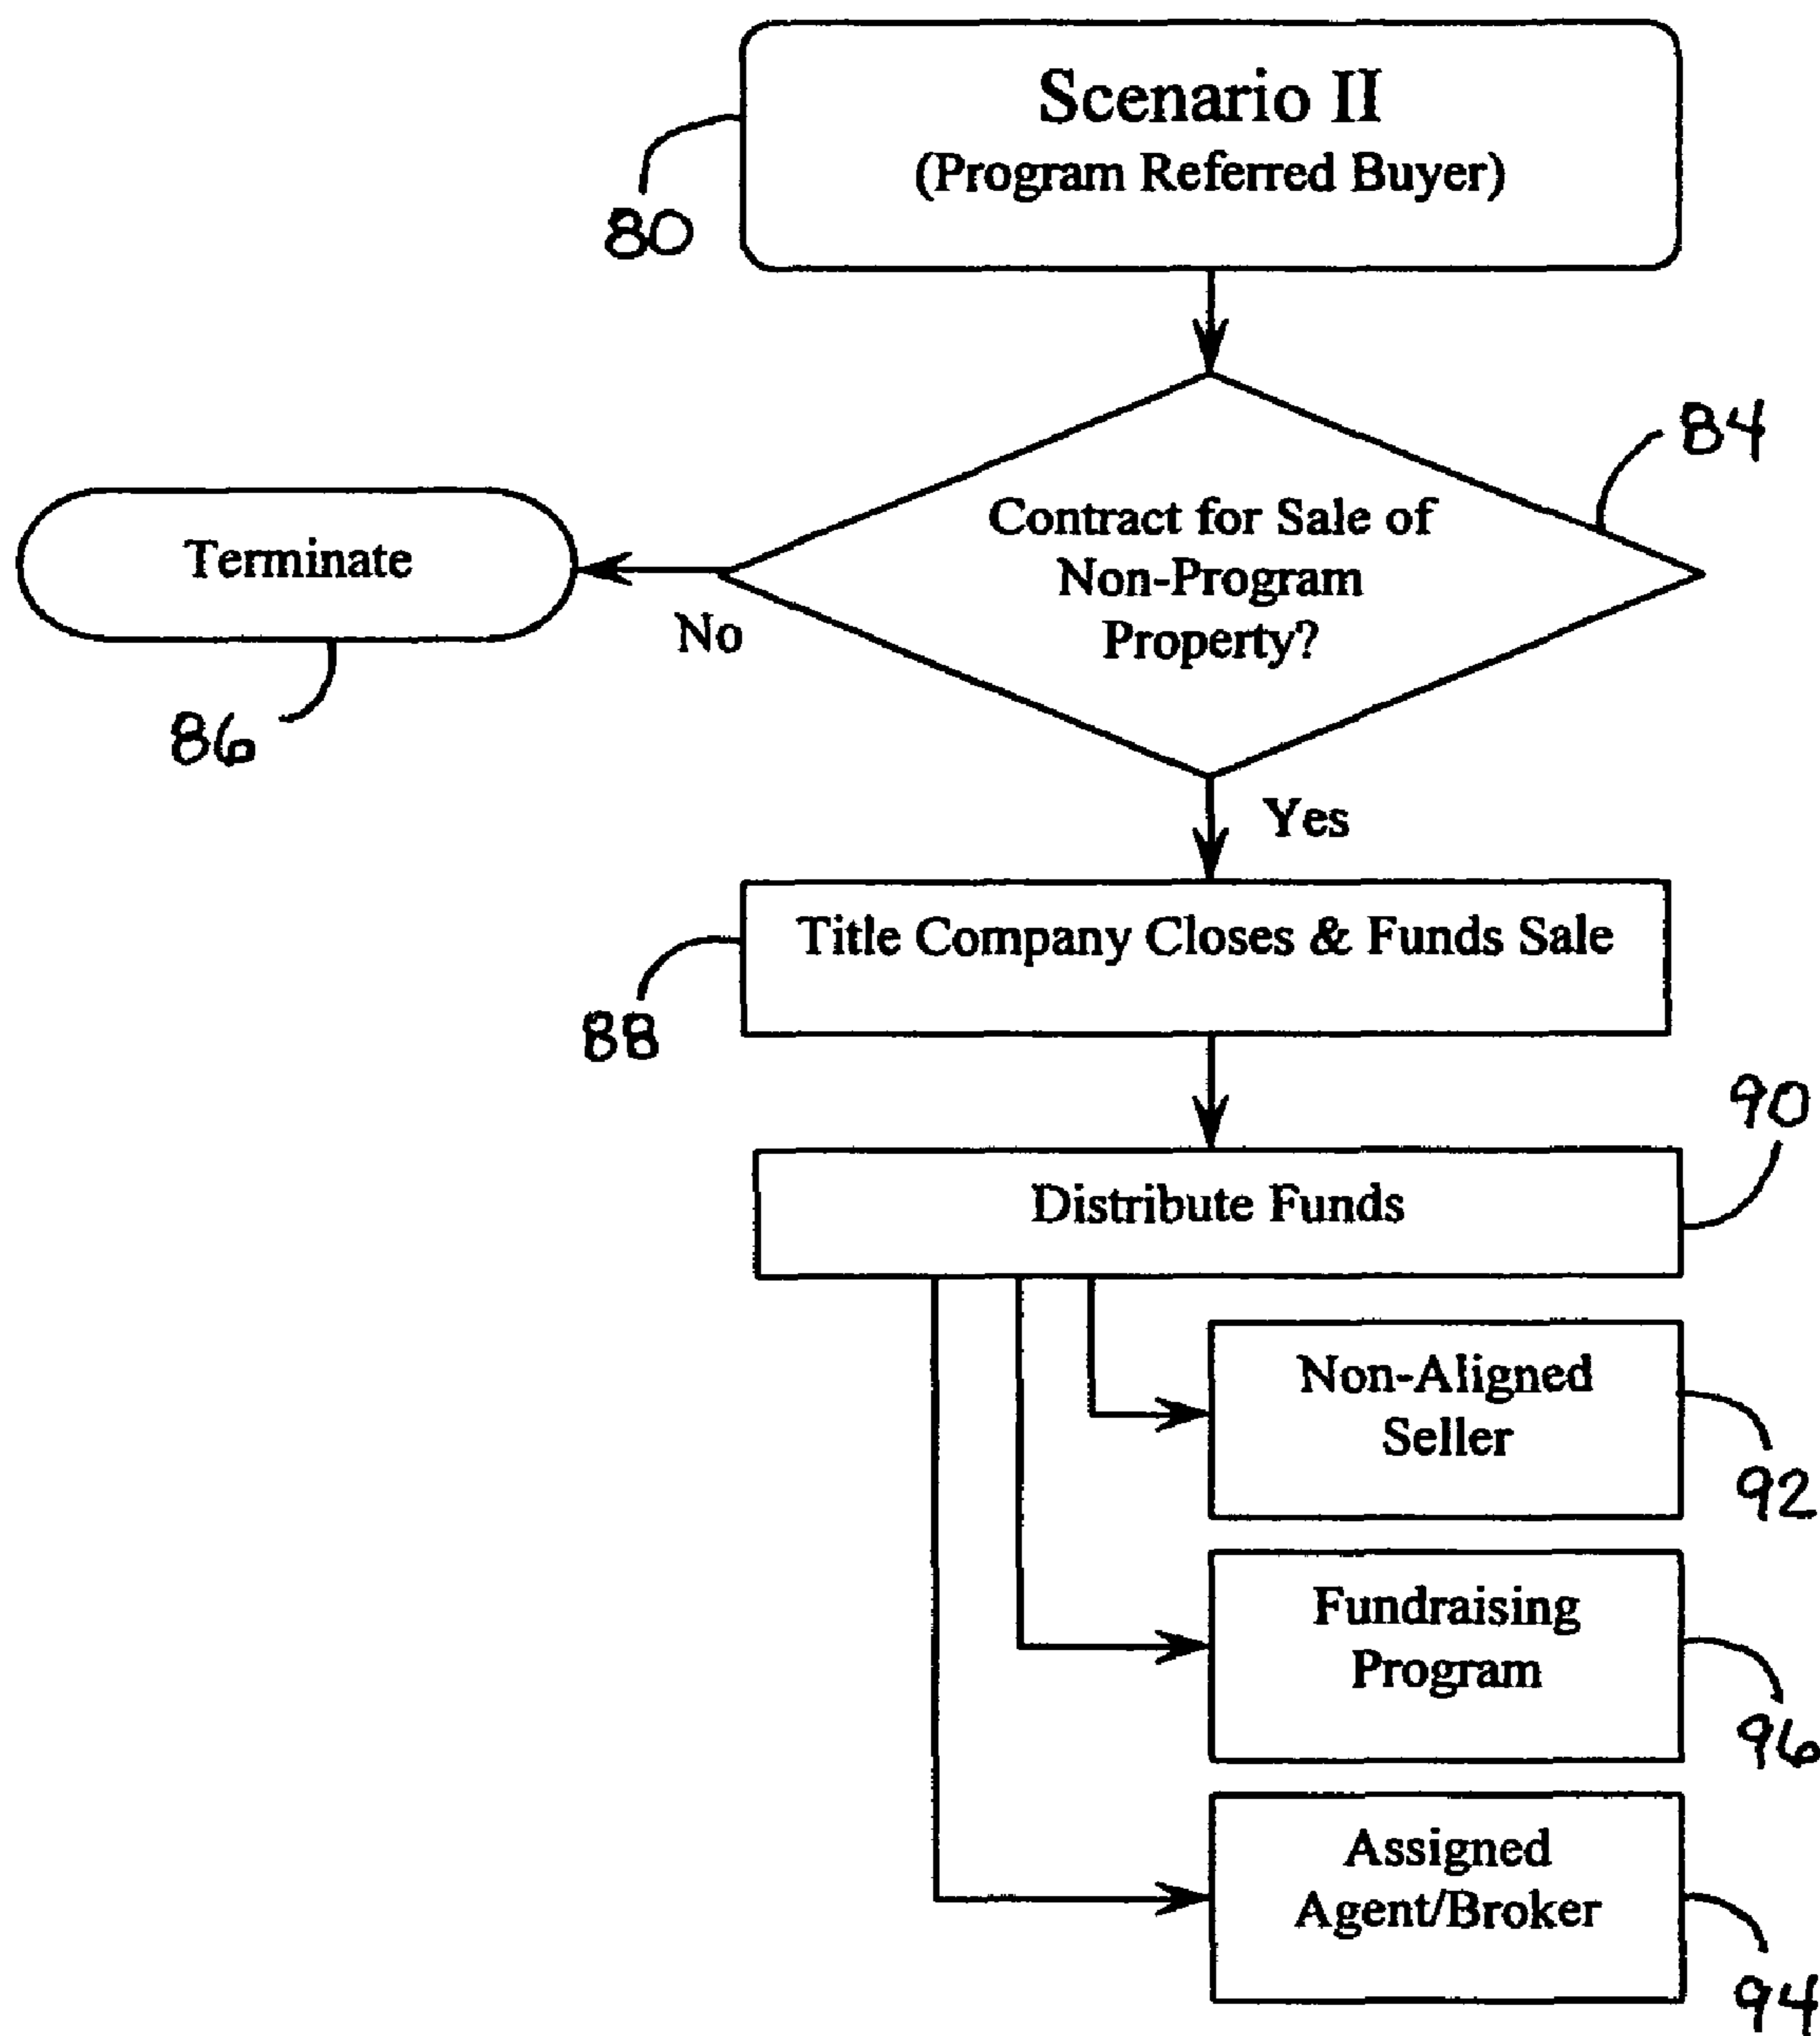 Scenario II
(Program Referred Buyer)
80
84
Contract for Sale of
Non-Program
Property?
Terminate
No
86
Yes
Title Company Closes & Funds Sale
88
90
Distribute Funds
Non-Aligned
Seller
92
Fundraising
Program
96
Assigned
Agent/Broker
94